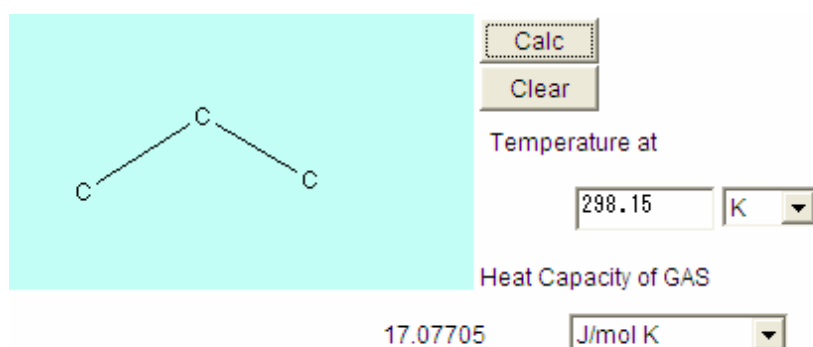 Calc
Clear
C
C
C
Temperature at
298.15 K
Heat Capacity of GAS
17.07705 J/mol K